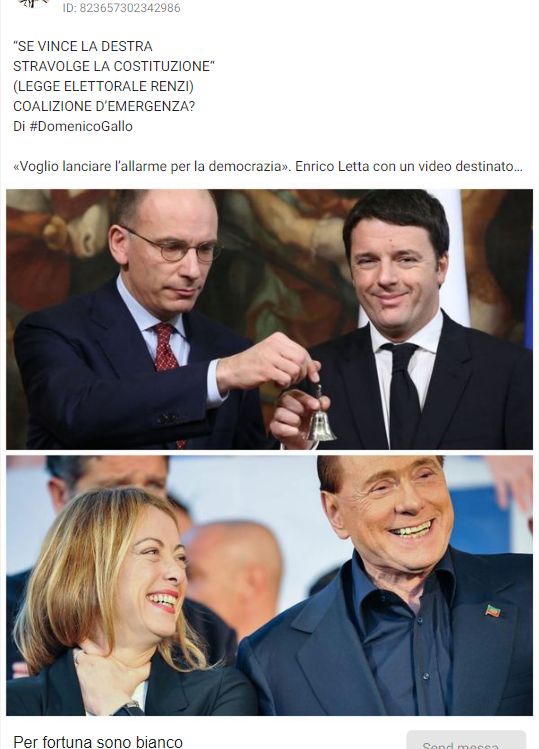 ID: 823657302342986
“SE VINCE LA DESTRA
STRAVOLGE LA COSTITUZIONE“
(LEGGE ELETTORALE RENZI)
COALIZIONE D’EMERGENZA?
Di #DomenicoGallo
«Voglio lanciare l’allarme per la democrazia». Enrico Letta con un video destinato…
Per fortuna sono bianco
Send messa